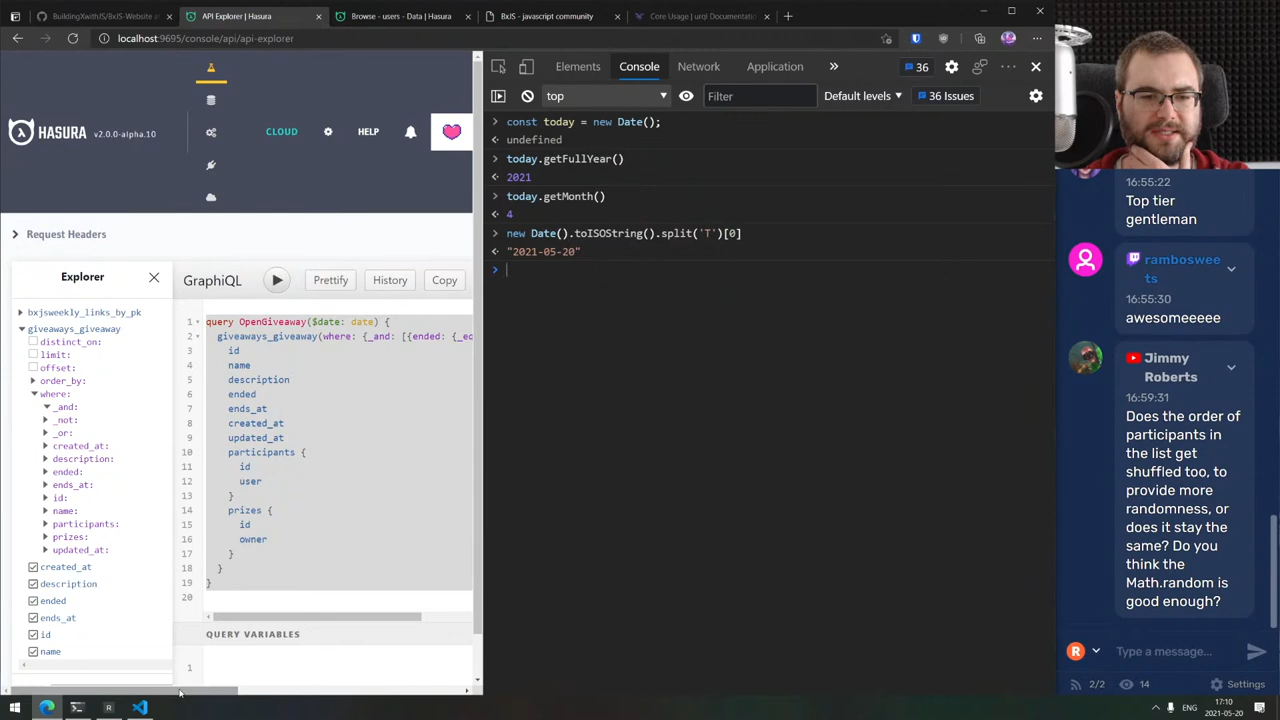 BuildingXwithJS/BxJS-Website at
API Explorer | Hasura
Browse - users - Data | Hasura
BxJS - javascript community
Core Usage | urql Documentation
localhost:9695/console/api/api-explorer
HASURA v2.0.0-alpha.10
CLOUD
HELP
Request Headers
Explorer
bxjsweekly_links_by_pk
giveaways_giveaway
distinct_on:
limit:
offset:
order_by:
where:
_and:
_not:
_or:
created_at:
description:
ended:
ends_at:
id:
name:
participants:
prizes:
updated_at:
created_at
description
ended
ends_at
id
name
GraphiQL
Prettify
History
Copy
1 query OpenGiveaway($date: date) {
2 giveaways_giveaway(where: {_and: [{ended: {_ec
3 id
4 name
5 description
6 ended
7 ends_at
8 created_at
9 updated_at
10 participants {
11 id
12 user
13 }
14 prizes {
15 id
16 owner
17 }
18 }
19 }
20
QUERY VARIABLES
1
Elements
Console
Network
Application
36
top
Filter
Default levels
36 Issues
const today = new Date();
undefined
today.getFullYear()
2021
today.getMonth()
4
new Date().toISOString().split('T')[0]
"2021-05-20"
16:55:22
Top tier
gentleman
ramboswee
ts
16:55:30
awesomeeeee
Jimmy
Roberts
16:59:31
Does the order of
participants in
the list get
shuffled too, to
provide more
randomness, or
does it stay the
same? Do you
think the
Math.random is
good enough?
R
Type a message...
2/2
14
Settings
ENG
17:10
2021-05-20